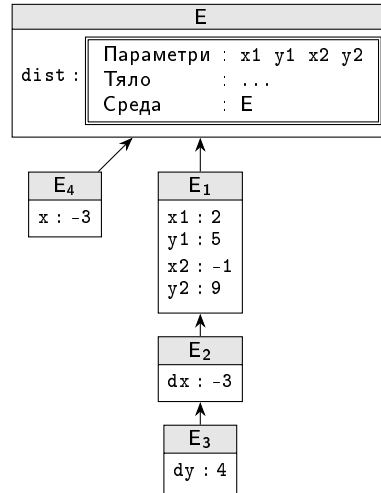 E
dist :
Параметри : x1 y1 x2 y2
Тяло : ...
Среда : E
E4
x : -3
E1
x1 : 2
y1 : 5
x2 : -1
y2 : 9
E2
dx : -3
E3
dy : 4